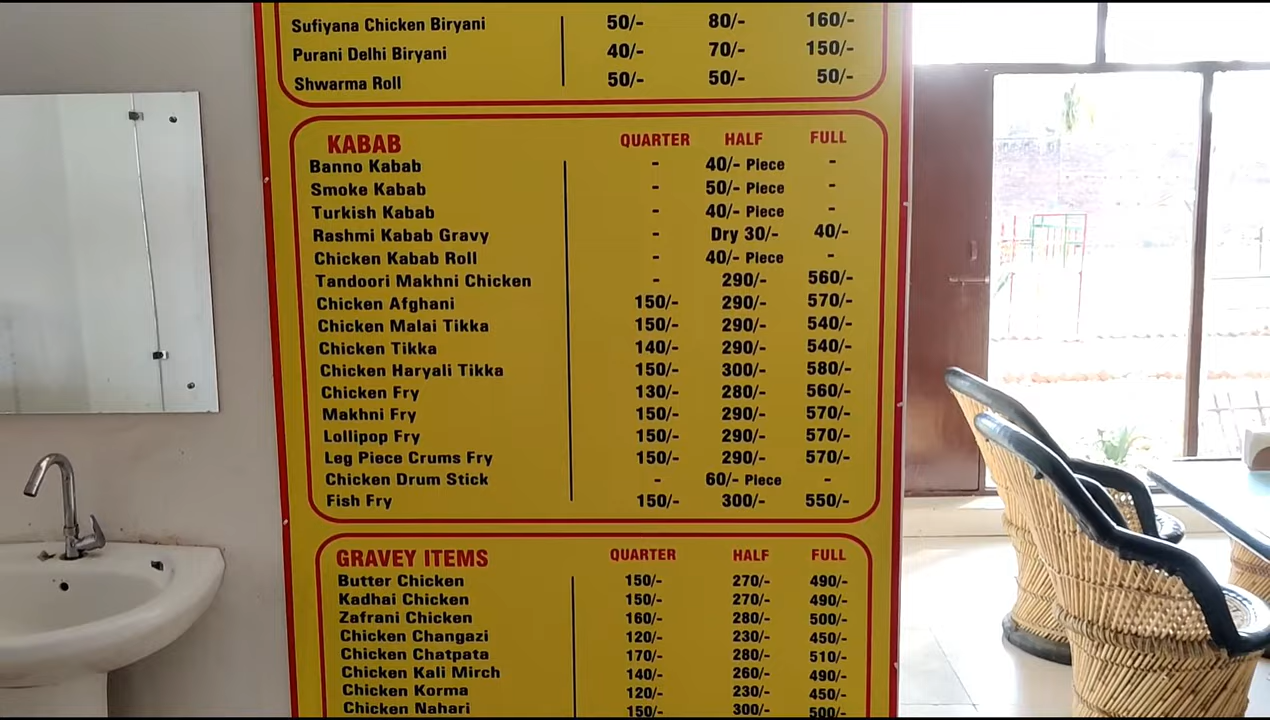 Sufiyana Chicken Biryani 50/- 80/- 160/-
Purani Delhi Biryani 40/- 70/- 150/-
Shwarma Roll 50/- 50/- 50/-
KABAB QUARTER HALF FULL
Banno Kabab - 40/- Piece -
Smoke Kabab - 50/- Piece -
Turkish Kabab - 40/- Piece -
Rashmi Kabab Gravy - Dry 30/- 40/-
Chicken Kabab Roll - 40/- Piece -
Tandoori Makhni Chicken - 290/- 560/-
Chicken Afghani 150/- 290/- 570/-
Chicken Malai Tikka 150/- 290/- 540/-
Chicken Tikka 140/- 290/- 540/-
Chicken Haryali Tikka 150/- 300/- 580/-
Chicken Fry 130/- 280/- 560/-
Makhni Fry 150/- 290/- 570/-
Lollipop Fry 150/- 290/- 570/-
Leg Piece Crums Fry 150/- 290/- 570/-
Chicken Drum Stick - 60/- Piece -
Fish Fry 150/- 300/- 550/-
GRAVEY ITEMS QUARTER HALF FULL
Butter Chicken 150/- 270/- 490/-
Kadhai Chicken 150/- 270/- 490/-
Zafrani Chicken 160/- 280/- 500/-
Chicken Changazi 120/- 230/- 450/-
Chicken Chatpata 170/- 280/- 510/-
Chicken Kali Mirch 140/- 260/- 490/-
Chicken Korma 120/- 230/- 450/-
Chicken Nahari 150/- 300/- 500/-